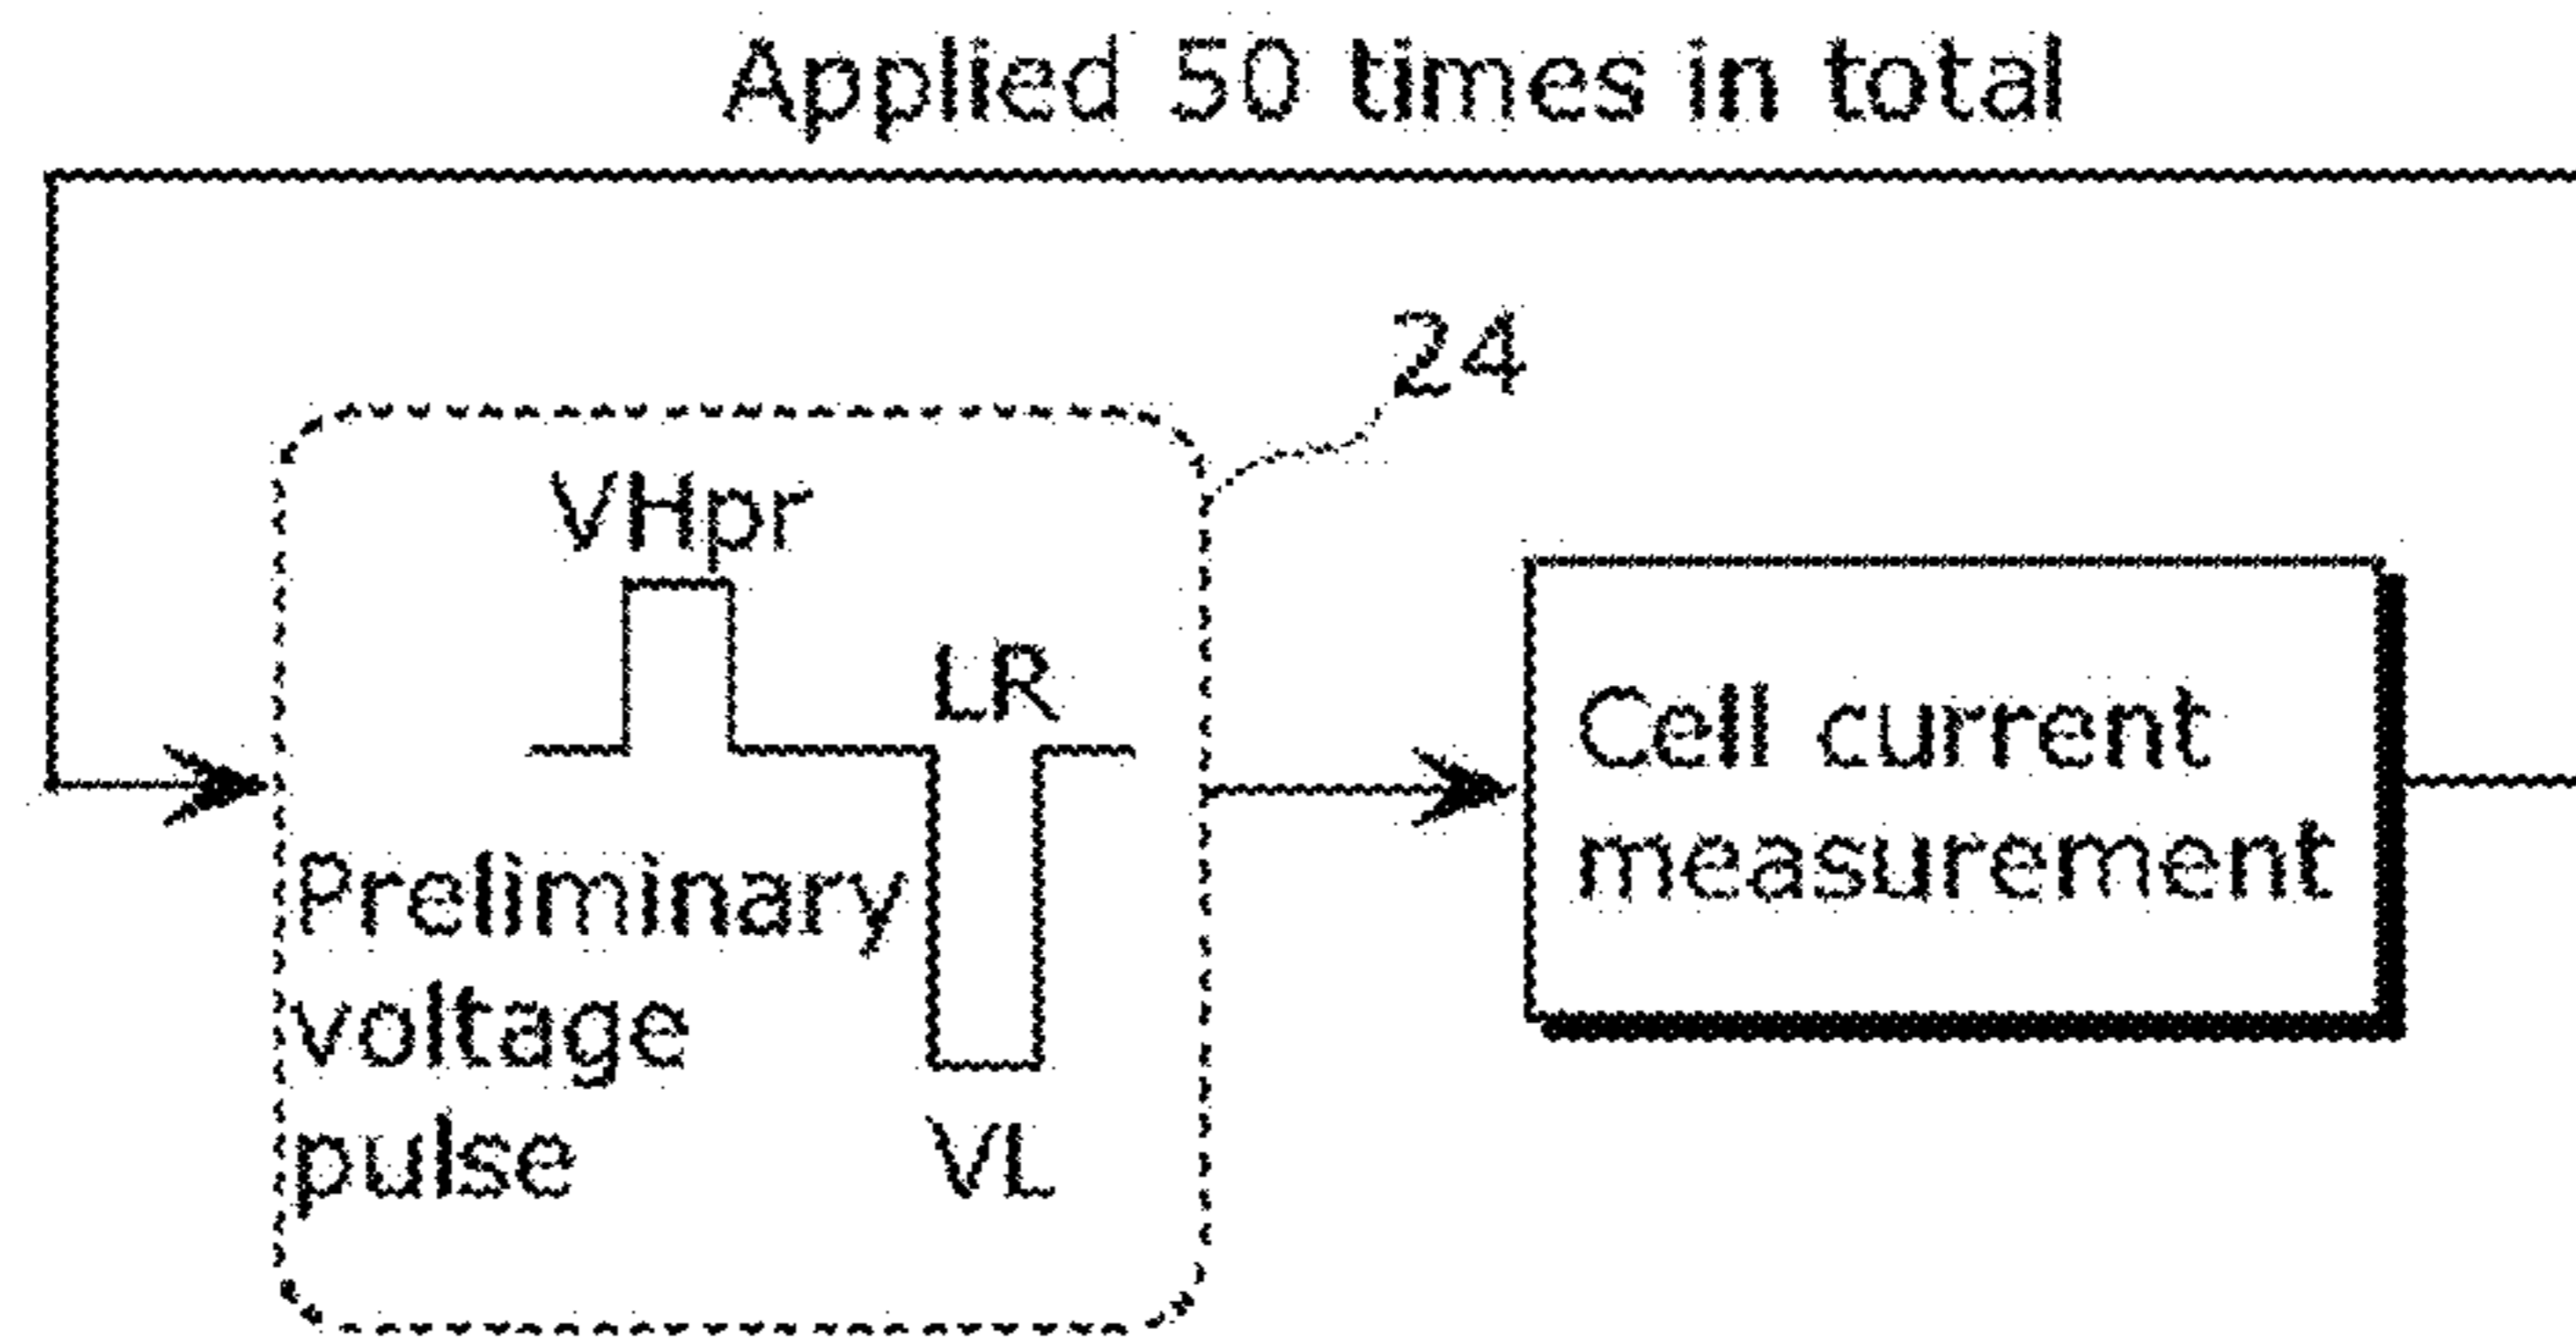 Applied 50 times in total
24
VHpr
LR
Preliminary
voltage
pulse
VL
Cell current
measurement